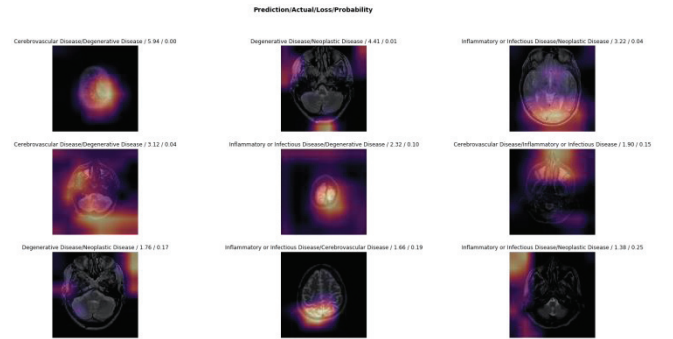 Prediction/Actual/Loss/Probability
Cerebrovascular Disease/Degenerative Disease / 5.94 / 0.00
Degenerative Disease/Neoplastic Disease / 4.41 / 0.01
Inflammatory or Infectious Disease/Neoplastic Disease / 3.22 / 0.04
Cerebrovascular Disease/Degenerative Disease / 3.12 / 0.04
Inflammatory or Infectious Disease/Degenerative Disease / 2.32 / 0.10
Cerebrovascular Disease/Inflammatory or Infectious Disease / 1.90 / 0.15
Degenerative Disease/Neoplastic Disease / 1.76 / 0.17
Inflammatory or Infectious Disease/Cerebrovascular Disease / 1.66 / 0.19
Inflammatory or Infectious Disease/Neoplastic Disease / 1.38 / 0.25